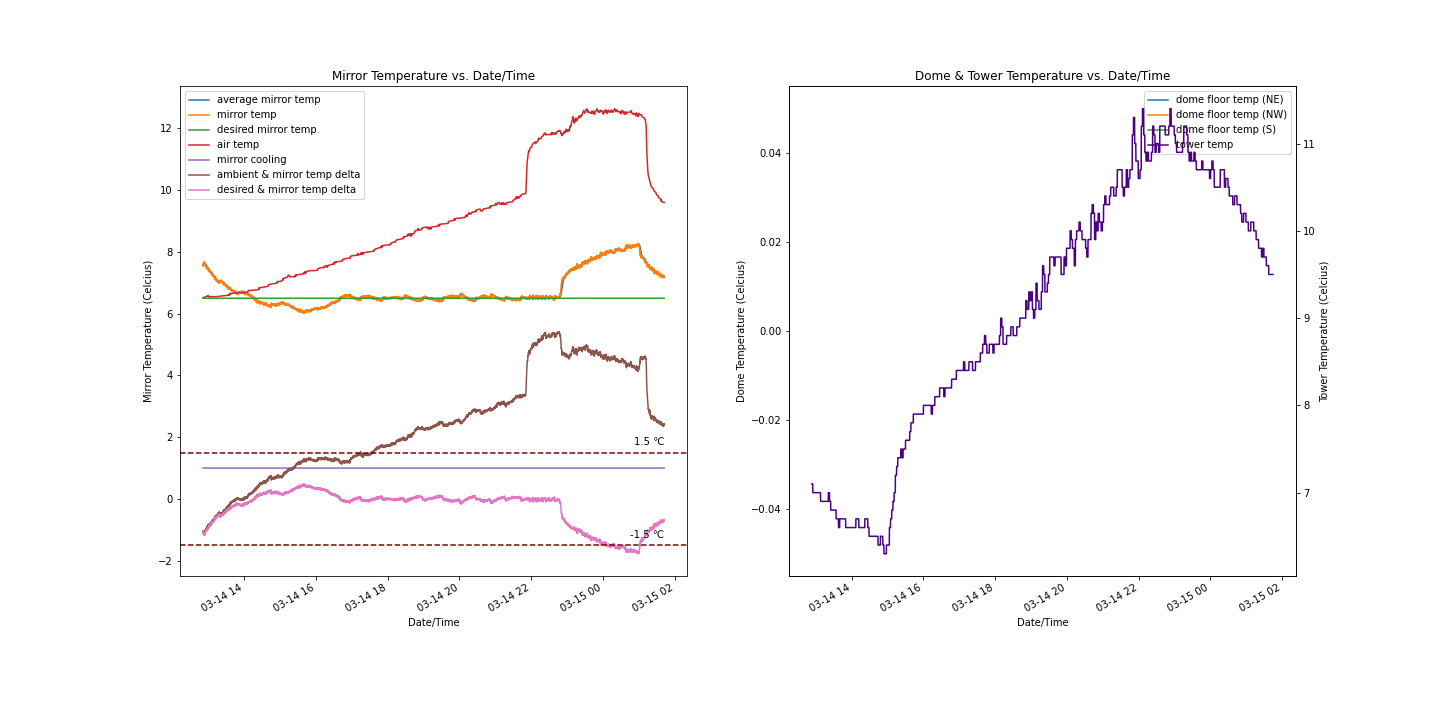 Mirror Temperature vs. Date/Time
average mirror temp
mirror temp
desired mirror temp
air temp
mirror cooling
ambient & mirror temp delta
desired & mirror temp delta
Mirror Temperature (Celcius)
12
10
8
6
4
2
0
−2
1.5 °C
-1.5 °C
03-14 14
03-14 16
03-14 18
03-14 20
03-14 22
03-15 00
03-15 02
Date/Time
Dome & Tower Temperature vs. Date/Time
dome floor temp (NE)
dome floor temp (NW)
dome floor temp (S)
tower temp
Dome Temperature (Celcius)
0.04
0.02
0.00
−0.02
−0.04
11
10
9
8
7
Tower Temperature (Celcius)
03-14 14
03-14 16
03-14 18
03-14 20
03-14 22
03-15 00
03-15 02
Date/Time